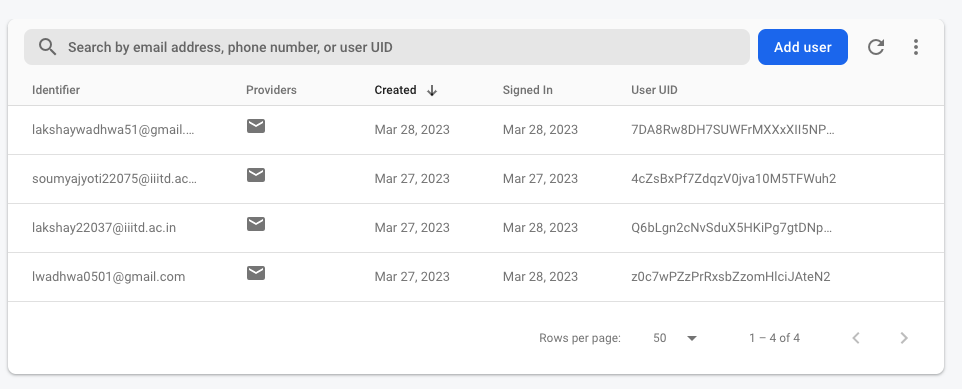 Search by email address, phone number, or user UID Add user
Identifier Providers Created Signed In User UID
lakshaywadhwa51@gmail.... Mar 28, 2023 Mar 28, 2023 7DA8Rw8DH7SUWFrMXXxXII5NP...
soumyajyoti22075@iiitd.ac... Mar 27, 2023 Mar 27, 2023 4cZsBxPf7ZdqzV0jva10M5TFWuh2
lakshay22037@iiitd.ac.in Mar 27, 2023 Mar 27, 2023 Q6bLgn2cNvSduX5HKiPg7gtDNp...
lwadhwa0501@gmail.com Mar 27, 2023 Mar 28, 2023 z0c7wPZzPrRxsbZzomHlciJAteN2
Rows per page: 50 1 – 4 of 4